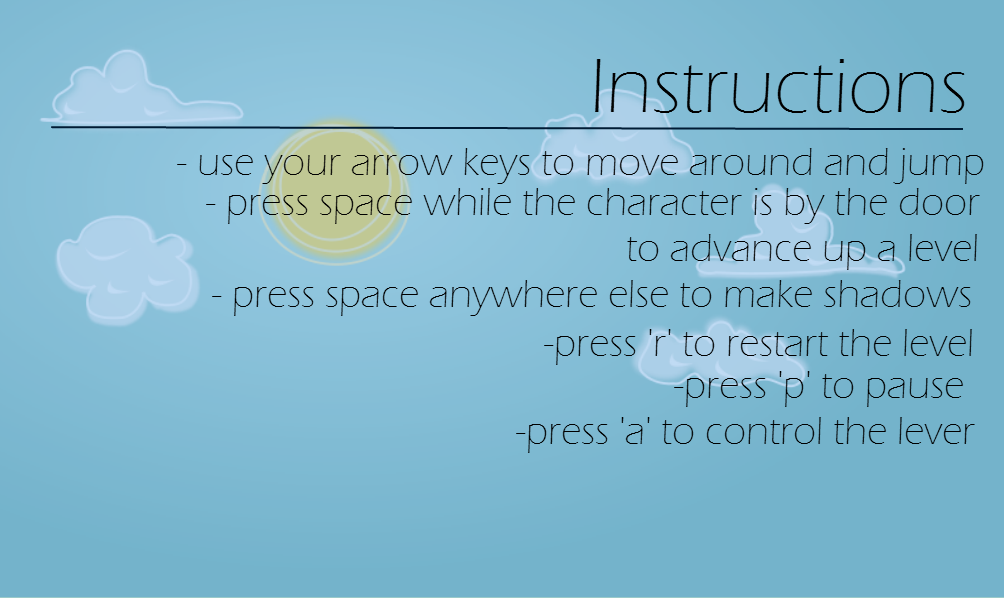 Instructions
- use your arrow keys to move around and jump
- press space while the character is by the door
to advance up a level
- press space anywhere else to make shadows
-press 'r' to restart the level
-press 'p' to pause
-press 'a' to control the lever